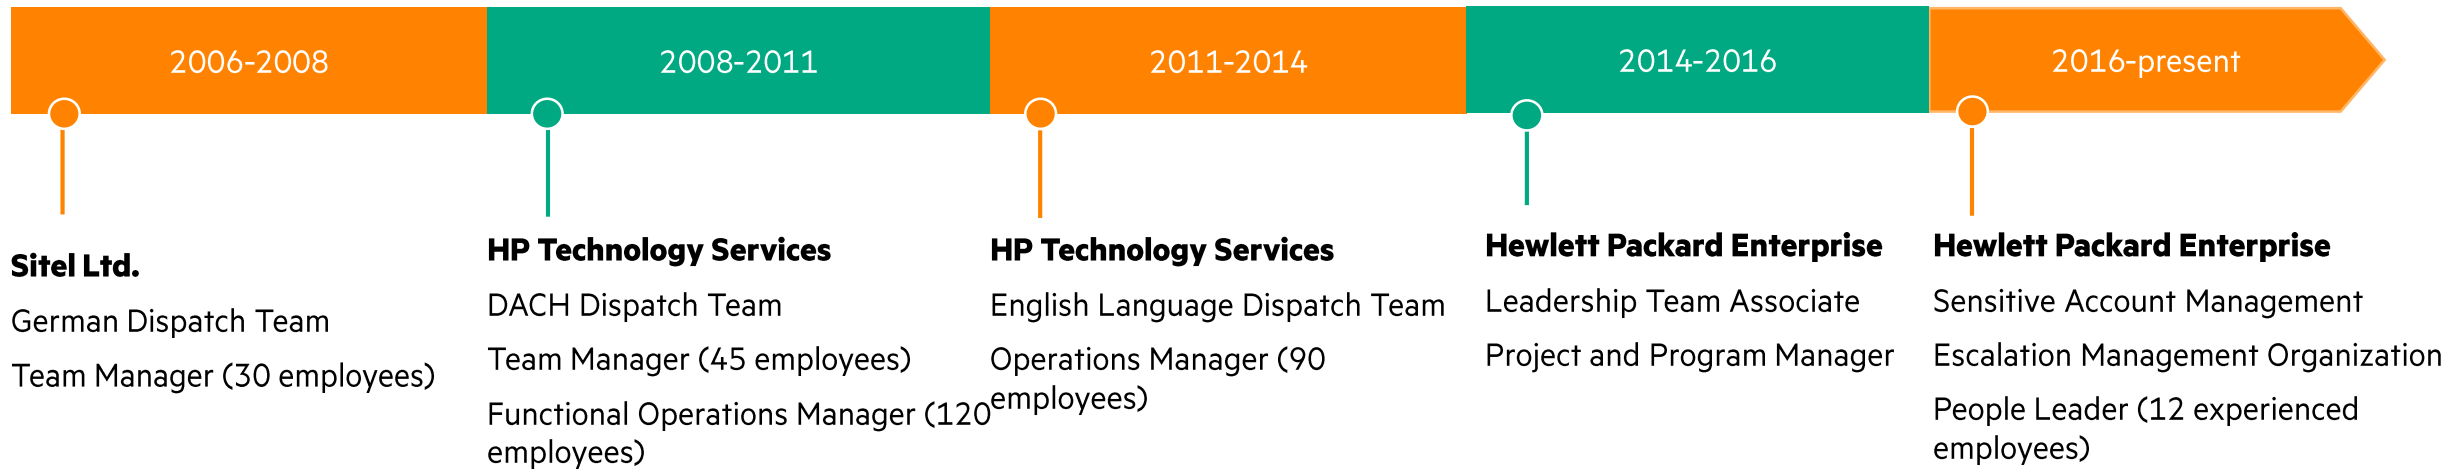 2006-2008
2008-2011
2011-2014
2014-2016
2016-present
Sitel Ltd.
German Dispatch Team
Team Manager (30 employees)
HP Technology Services
DACH Dispatch Team
Team Manager (45 employees)
Functional Operations Manager (120
employees)
HP Technology Services
English Language Dispatch Team
Operations Manager (90
employees)
Hewlett Packard Enterprise
Leadership Team Associate
Project and Program Manager
Hewlett Packard Enterprise
Sensitive Account Management
Escalation Management Organization
People Leader (12 experienced
employees)